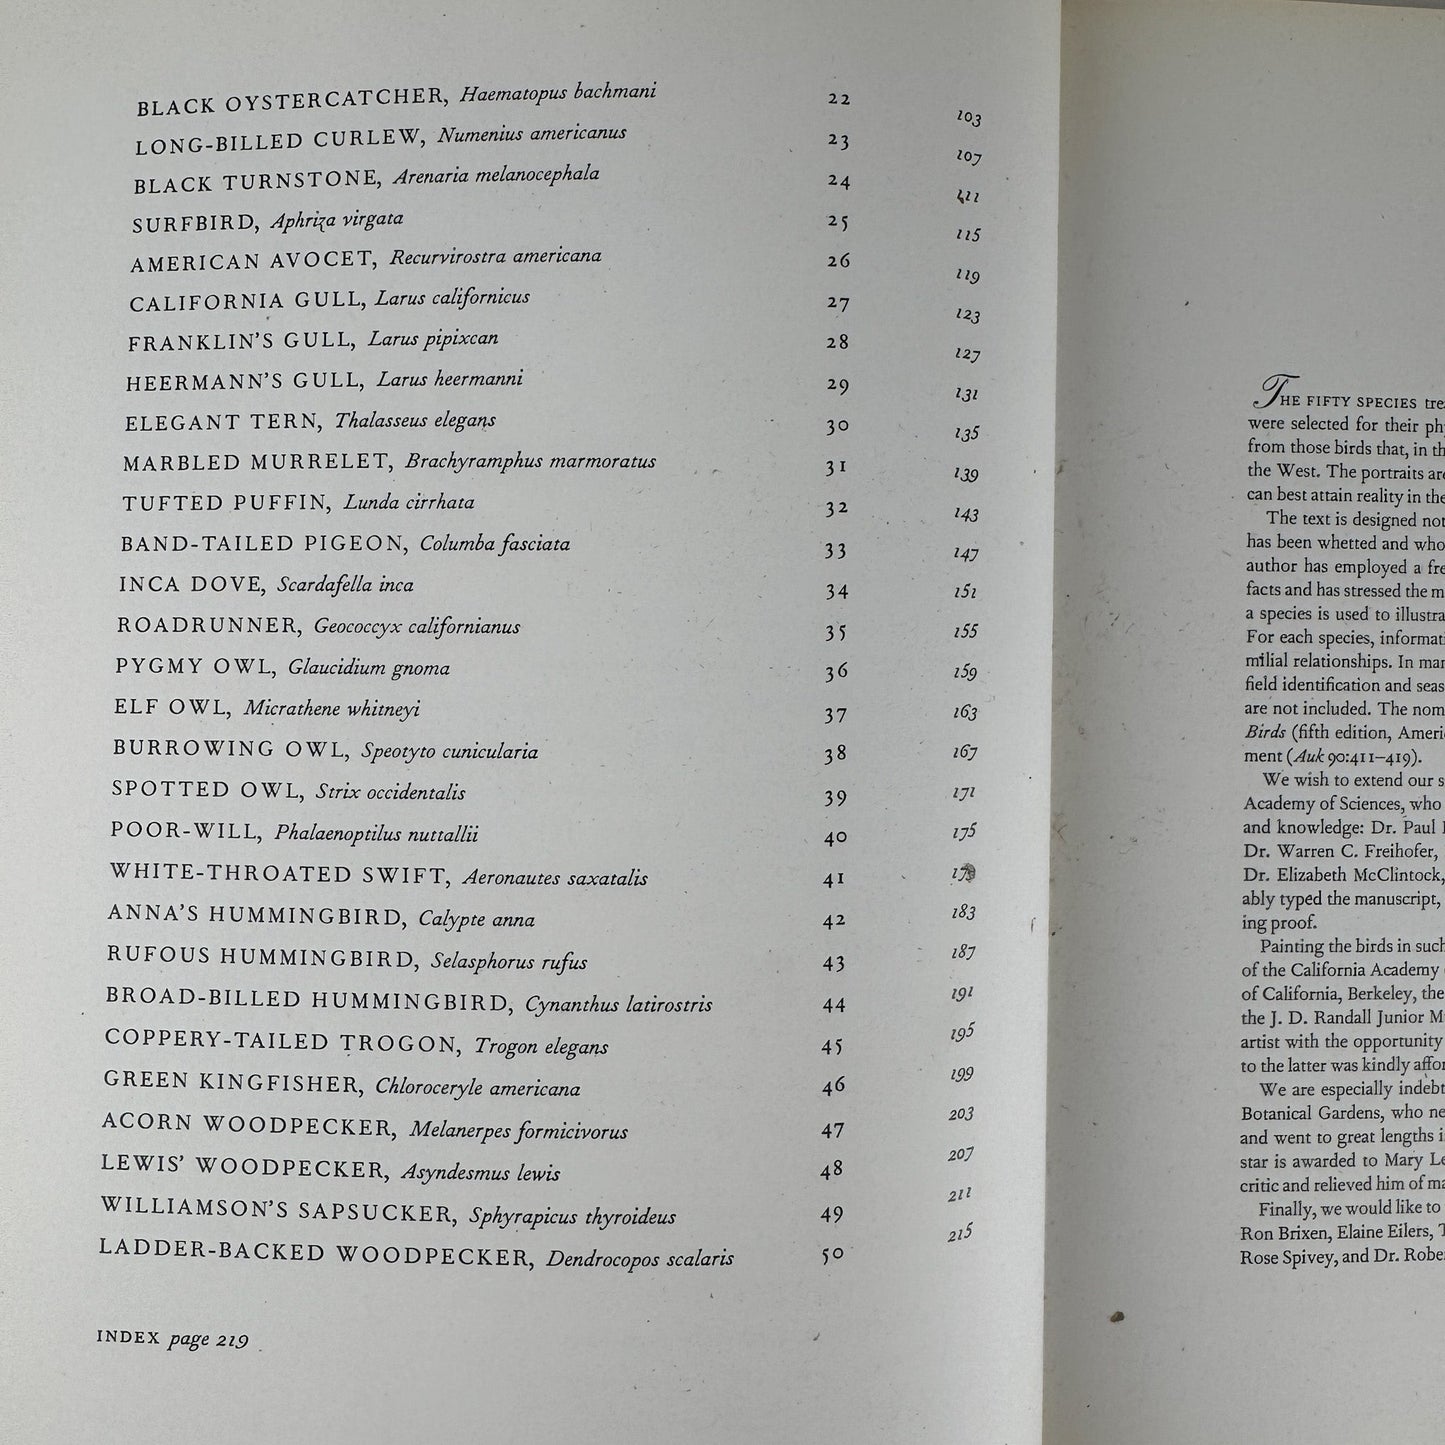 BLACK OYSTERCATCHER, Haematopus bachmani 22 103
LONG-BILLED CURLEW, Numenius americanus 23 107
BLACK TURNSTONE, Arenaria melanocephala 24 111
SURFBIRD, Aphriza virgata 25 115
AMERICAN AVOCET, Recurvirostra americana 26 119
CALIFORNIA GULL, Larus californicus 27 123
FRANKLIN'S GULL, Larus pipixcan 28 127
HEERMANN'S GULL, Larus heermanni 29 131
ELEGANT TERN, Thalasseus elegans 30 135
MARBLED MURRELET, Brachyramphus marmoratus 31 139
TUFTED PUFFIN, Lunda cirrhata 32 143
BAND-TAILED PIGEON, Columba fasciata 33 147
INCA DOVE, Scardafella inca 34 151
ROADRUNNER, Geococcyx californianus 35 155
PYGMY OWL, Glaucidium gnoma 36 159
ELF OWL, Micrathene whitneyi 37 163
BURROWING OWL, Speotyto cunicularia 38 167
SPOTTED OWL, Strix occidentalis 39 171
POOR-WILL, Phalaenoptilus nuttallii 40 175
WHITE-THROATED SWIFT, Aeronautes saxatalis 41
ANNA'S HUMMINGBIRD, Calypte anna 42 183
RUFOUS HUMMINGBIRD, Selasphorus rufus 43 187
BROAD-BILLED HUMMINGBIRD, Cynanthus latirostris 44 191
COPPERY-TAILED TROGON, Trogon elegans 45 195
GREEN KINGFISHER, Chloroceryle americana 46 199
ACORN WOODPECKER, Melanerpes formicivorus 47 203
LEWIS' WOODPECKER, Asyndesmus lewis 48 207
WILLIAMSON'S SAPSUCKER, Sphyrapicus thyroideus 49 211
LADDER-BACKED WOODPECKER, Dendrocopos scalaris 50 215
INDEX page 219
THE FIFTY SPECIES
were selected for their
from those birds that, in
the West. The portraits
can best attain reality in the
The text is designed
has been whetted and who
author has employed a
facts and has stressed the
a species is used to
For each species,
milial relationships. In
field identification and
are not included. The
Birds (fifth edition,
ment (Auk 90:411–419).
We wish to extend our
Academy of Sciences, who
and knowledge: Dr. Paul
Dr. Warren C. Freihofer,
Dr. Elizabeth McClintock,
ably typed the manuscript,
ing proof.
Painting the birds in
of the California Academy
of California, Berkeley, the
the J. D. Randall Junior
artist with the opportunity
to the latter was kindly
We are especially
Botanical Gardens, who
and went to great lengths
star is awarded to Mary
critic and relieved him of
Finally, we would like to
Ron Brixen, Elaine Eilers,
Rose Spivey, and Dr.